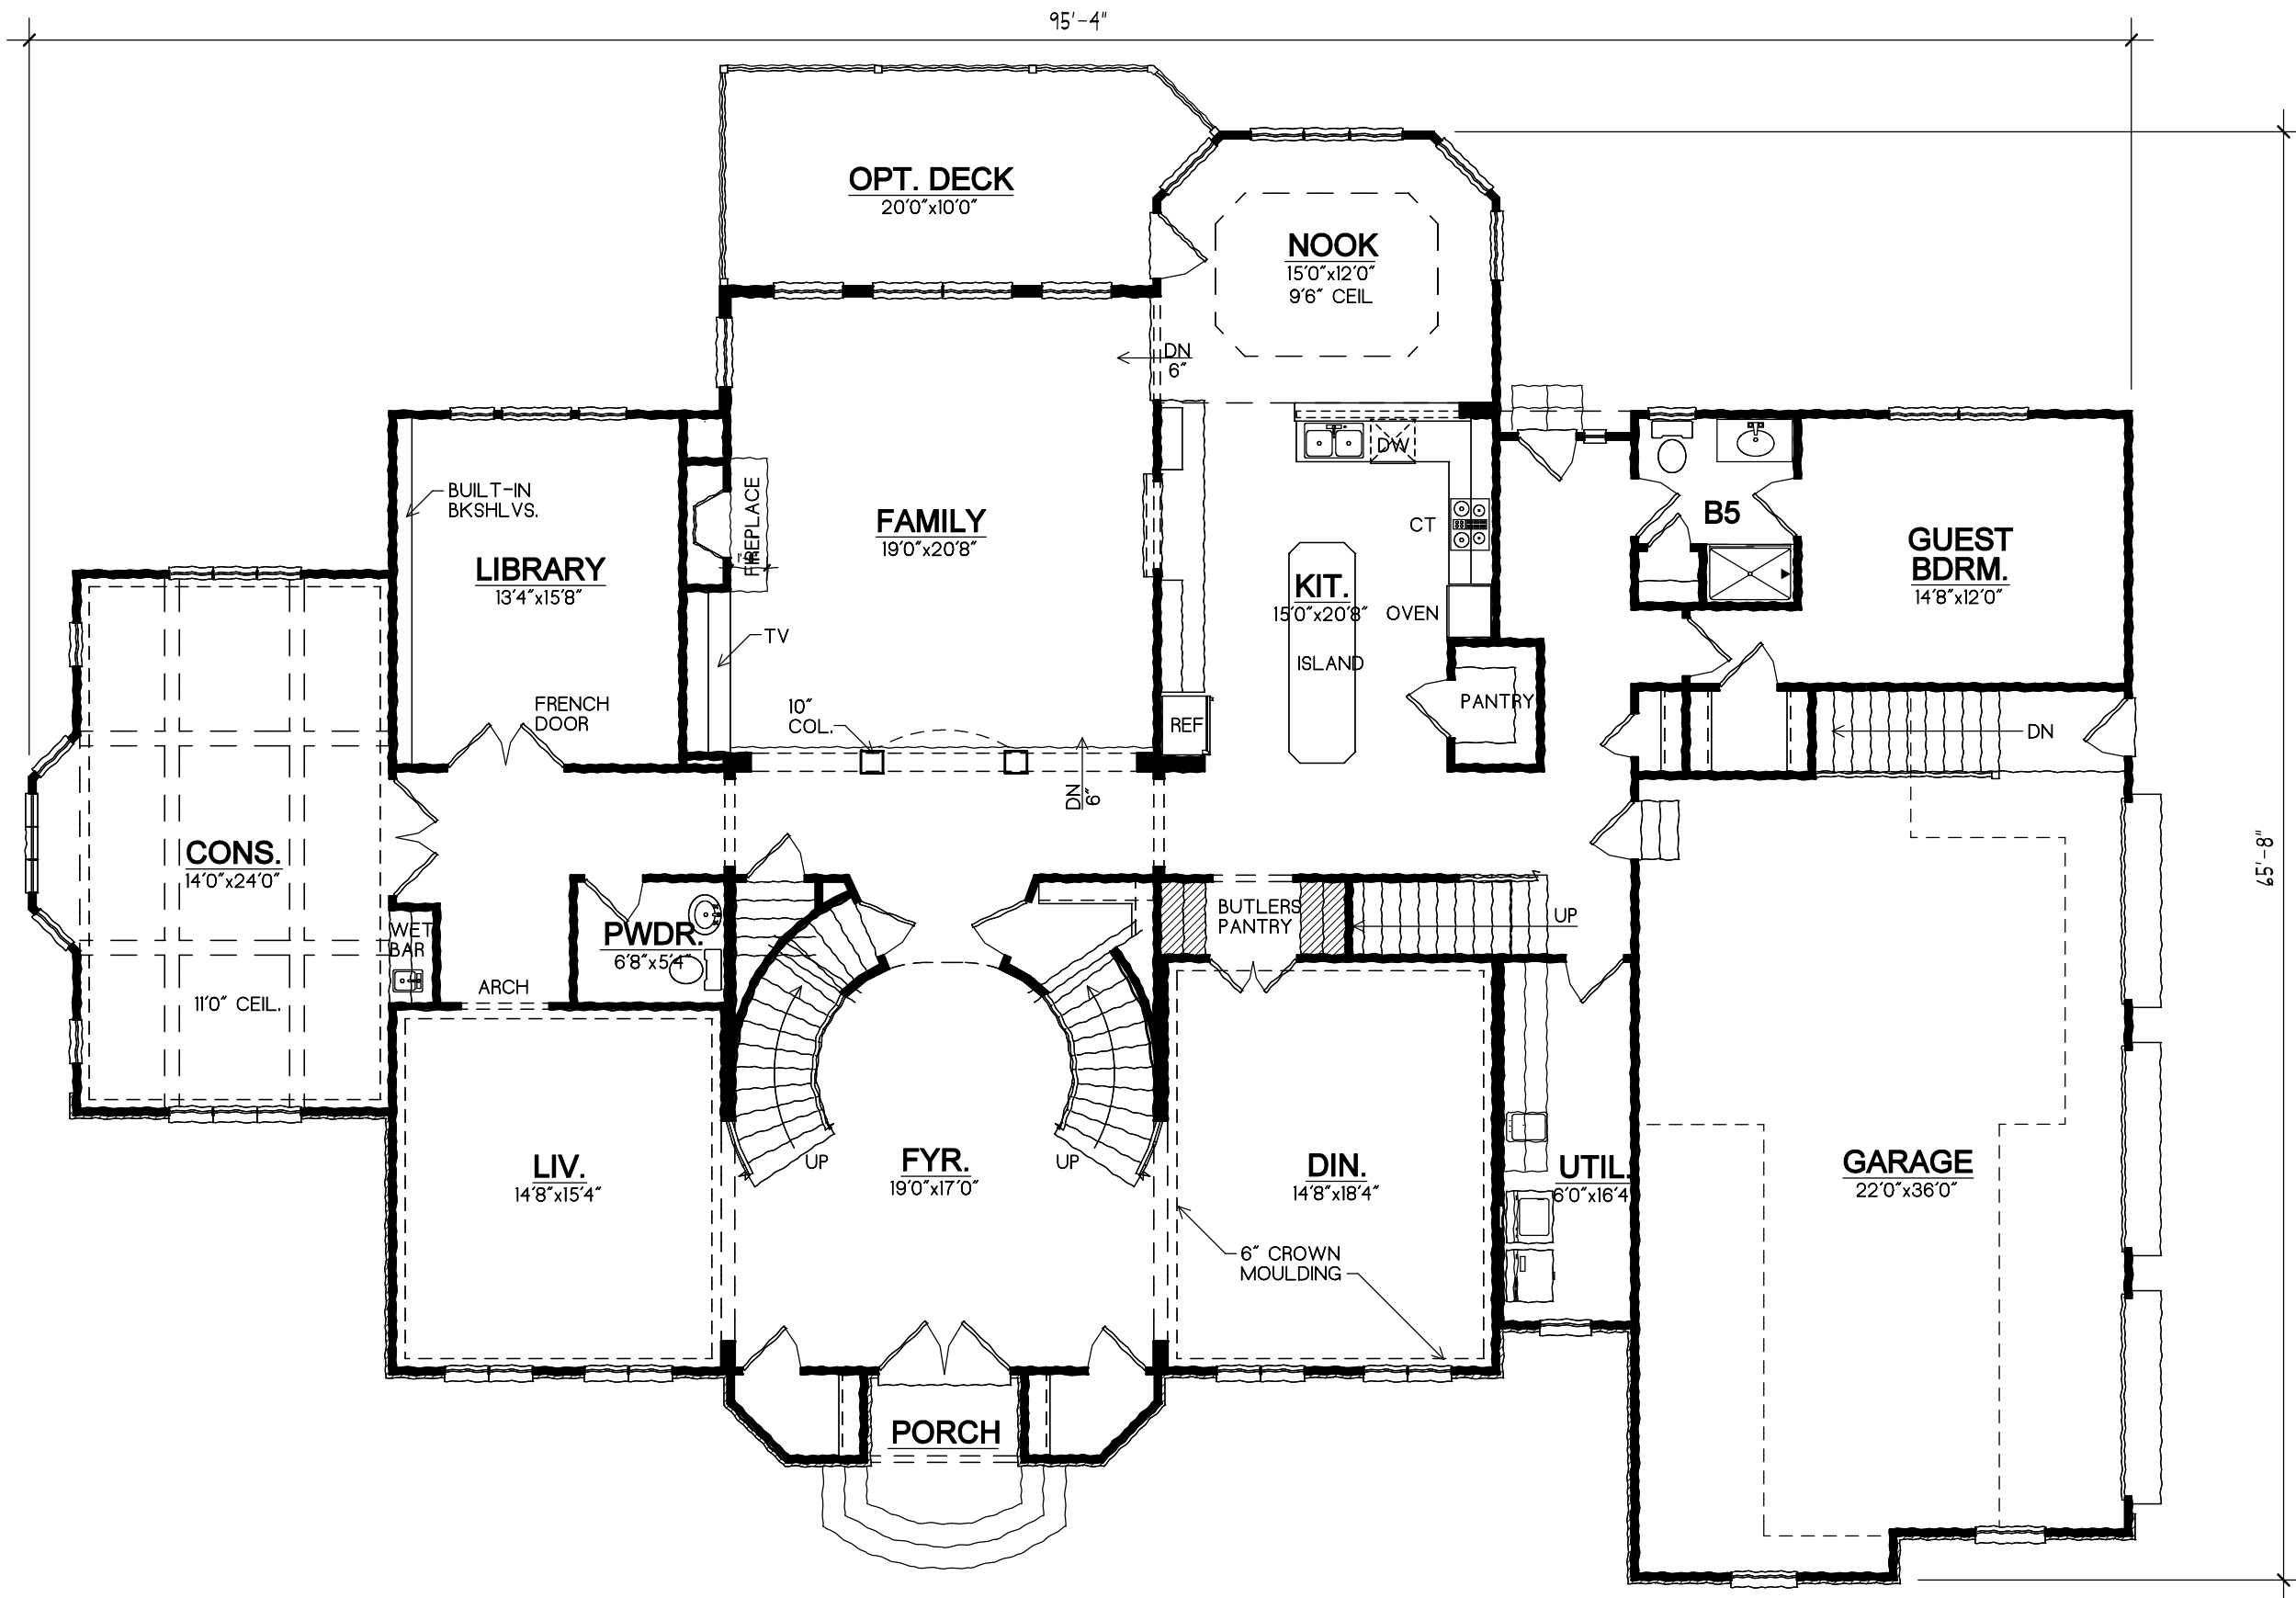 95'-4"
OPT. DECK
20'0"x10'0"
NOOK
15'0"x12'0"
9'6" CEIL
DN
6"
DW
BUILT-IN
BKSHLVS.
FIREPLACE
FAMILY
19'0"x20'8"
CT
B5
GUEST
BDRM.
14'8"x12'0"
LIBRARY
13'4"x15'8"
KIT.
15'0"x20'8"
OVEN
TV
ISLAND
FRENCH
DOOR
10"
COL.
PANTRY
REF
DN
DN
6"
CONS.
14'0"x24'0"
65'-8"
WET
BAR
PWDR.
6'8"x5'4"
BUTLERS
PANTRY
UP
11'0" CEIL.
ARCH
LIV.
14'8"x15'4"
UP
FYR.
19'0"x17'0"
UP
DIN.
14'8"x18'4"
UTIL.
6'0"x16'4
GARAGE
22'0"x36'0"
6" CROWN
MOULDING
PORCH